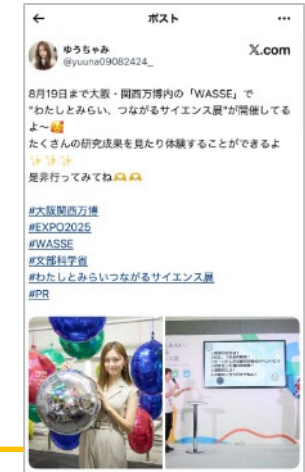 ← ポスト …
ゆうちゃみ
@yuuna09082424_
X.com
8月19日まで大阪・関西万博内の「WASSE」で
"わたしとみらい、つながるサイエンス展"が開催してる
よ〜🥰
たくさんの研究成果を見たり体験することができるよ
✨✨✨
是非行ってみてね🫶🫶
#大阪関西万博
#EXPO2025
#WASSE
#文部科学省
#わたしとみらいつながるサイエンス展
#PR